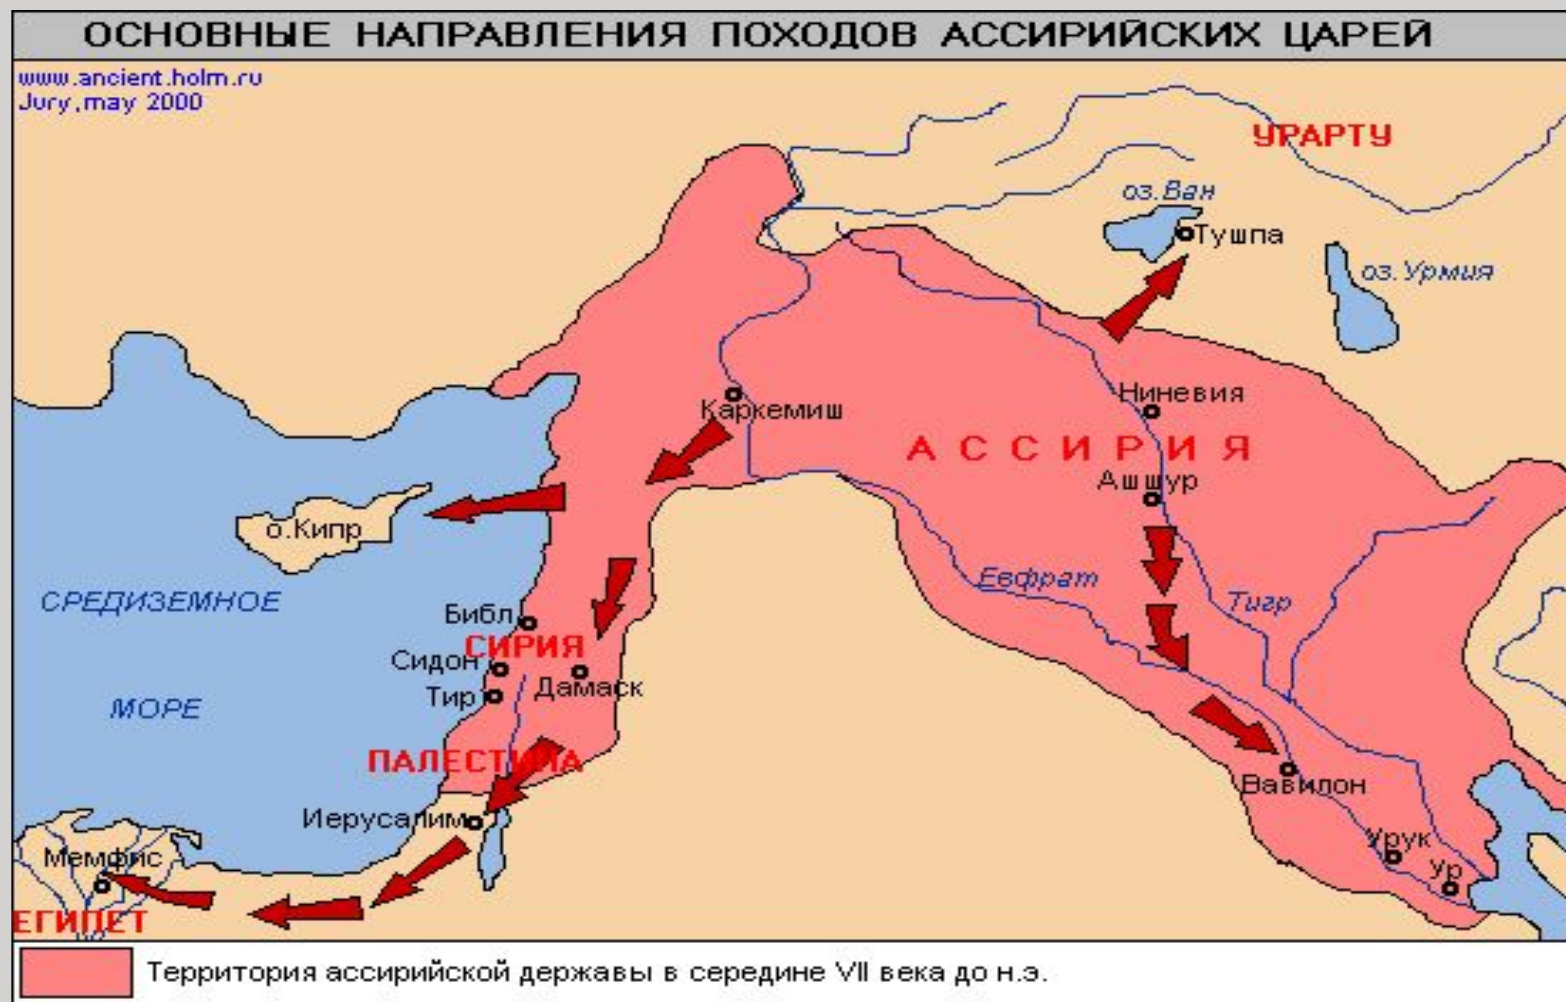 ОСНОВНЫЕ НАПРАВЛЕНИЯ ПОХОДОВ АССИРИЙСКИХ ЦАРЕЙ
www.ancient.holm.ru
Jury,may 2000
УРАРТУ
оз.Ван
Тушпа
оз.Урмия
Ниневия
Каркемиш
АССИРИЯ
Ашшур
о.Кипр
Евфрат
Тигр
СРЕДИЗЕМНОЕ
МОРЕ
Библ
СИРИЯ
Сидон
Дамаск
Тир
ПАЛЕСТИНА
Вавилон
Иерусалим
Урук
Мемфис
Ур
ЕГИПЕТ
Территория ассирийской державы в середине VII века до н.э.